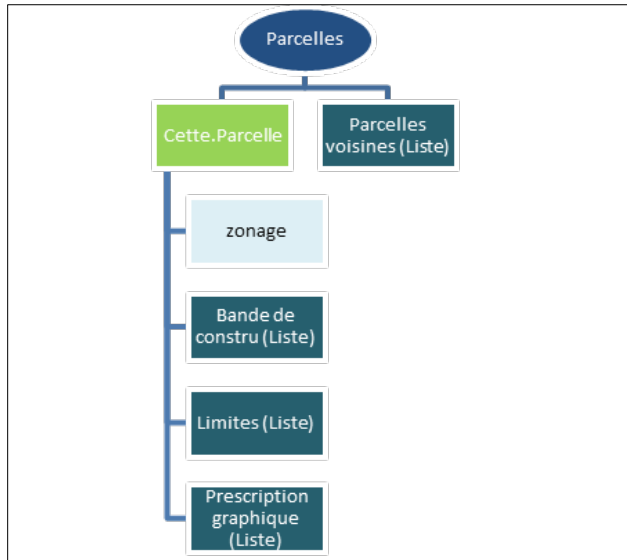 Parcelles
Cette.Parcelle
Parcelles
voisines (Liste)
zonage
Bande de
constru (Liste)
Limites (Liste)
Prescription
graphique
(Liste)